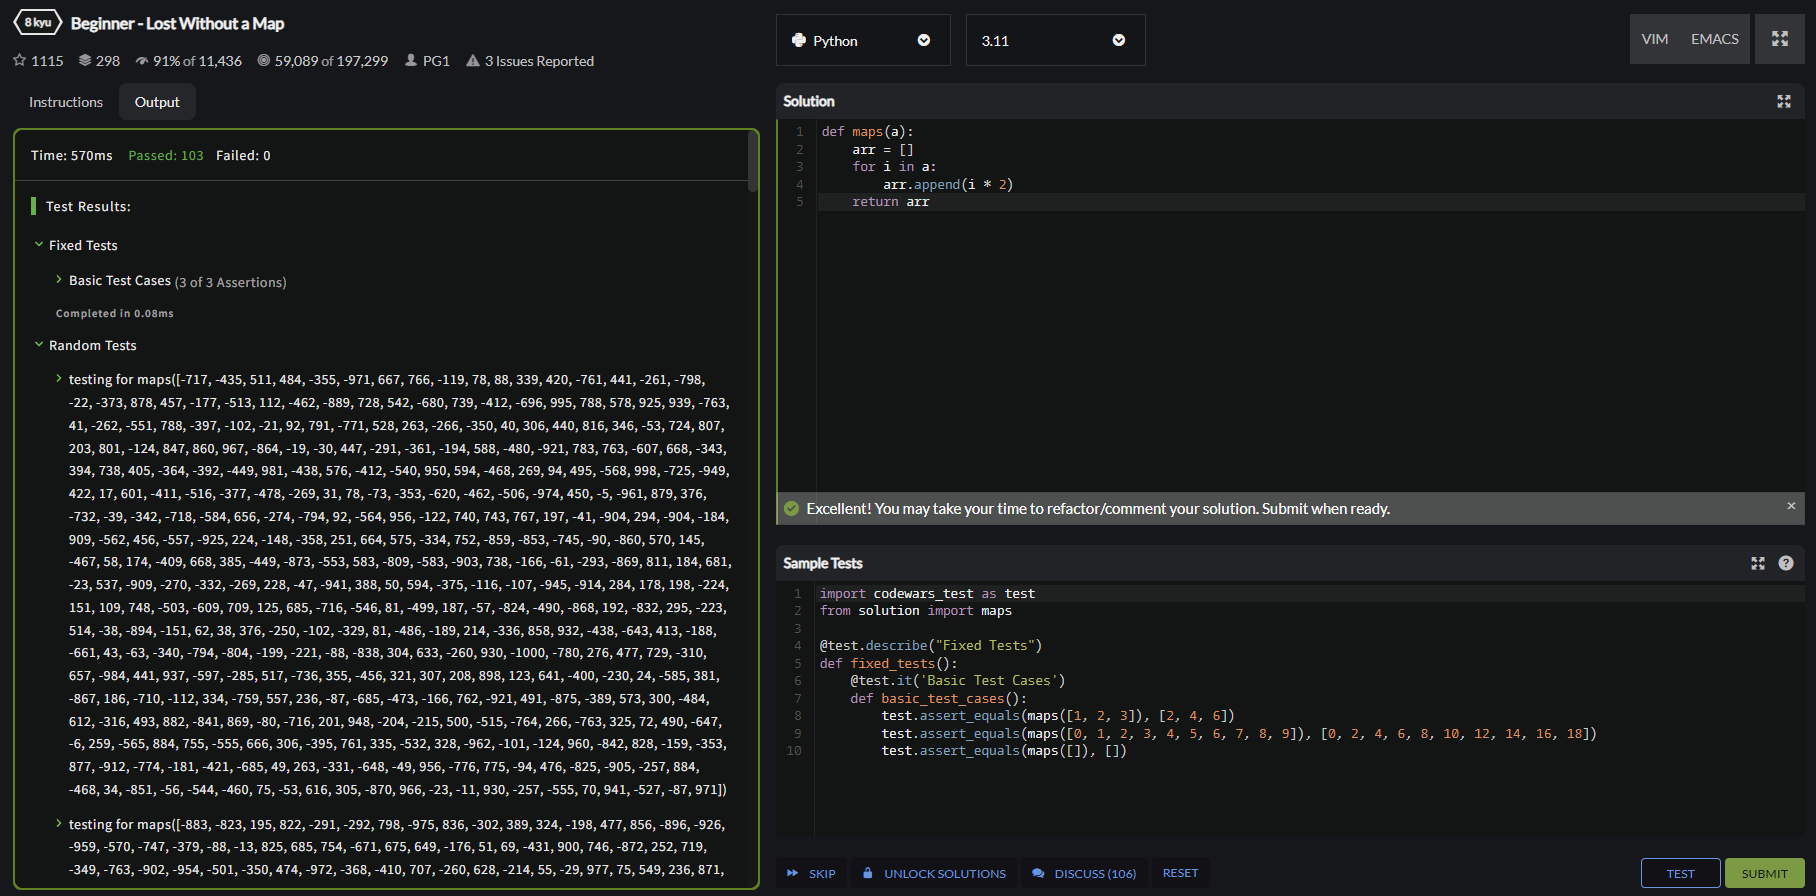 8 kyu Beginner - Lost Without a Map
1115 298 91% of 11,436 59,089 of 197,299 PG1 3 Issues Reported
Instructions Output
Time: 570ms Passed: 103 Failed: 0
Test Results:
Fixed Tests
Basic Test Cases (3 of 3 Assertions)
Completed in 0.08ms
Random Tests
testing for maps([-717, -435, 511, 484, -355, -971, 667, 766, -119, 78, 88, 339, 420, -761, 441, -261, -798,
-22, -373, 878, 457, -177, -513, 112, -462, -889, 728, 542, -680, 739, -412, -696, 995, 788, 578, 925, 939, -763,
41, -262, -551, 788, -397, -102, -21, 92, 791, -771, 528, 263, -266, -350, 40, 306, 440, 816, 346, -53, 724, 807,
203, 801, -124, 847, 860, 967, -864, -19, -30, 447, -291, -361, -194, 588, -480, -921, 783, 763, -607, 668, -343,
394, 738, 405, -364, -392, -449, 981, -438, 576, -412, -540, 950, 594, -468, 269, 94, 495, -568, 998, -725, -949,
422, 17, 601, -411, -516, -377, -478, -269, 31, 78, -73, -353, -620, -462, -506, -974, 450, -5, -961, 879, 376,
-732, -39, -342, -718, -584, 656, -274, -794, 92, -564, 956, -122, 740, 743, 767, 197, -41, -904, 294, -904, -184,
909, -562, 456, -557, -925, 224, -148, -358, 251, 664, 575, -334, 752, -859, -853, -745, -90, -860, 570, 145,
-467, 58, 174, -409, 668, 385, -449, -873, -553, 583, -809, -583, -903, 738, -166, -61, -293, -869, 811, 184, 681,
-23, 537, -909, -270, -332, -269, 228, -47, -941, 388, 50, 594, -375, -116, -107, -945, -914, 284, 178, 198, -224,
151, 109, 748, -503, -609, 709, 125, 685, -716, -546, 81, -499, 187, -57, -824, -490, -868, 192, -832, 295, -223,
514, -38, -894, -151, 62, 38, 376, -250, -102, -329, 81, -486, -189, 214, -336, 858, 932, -438, -643, 413, -188,
-661, 43, -63, -340, -794, -804, -199, -221, -88, -838, 304, 633, -260, 930, -1000, -780, 276, 477, 729, -310,
657, -984, 441, 937, -597, -285, 517, -736, 355, -456, 321, 307, 208, 898, 123, 641, -400, -230, 24, -585, 381,
-867, 186, -710, -112, 334, -759, 557, 236, -87, -685, -473, -166, 762, -921, 491, -875, -389, 573, 300, -484,
612, -316, 493, 882, -841, 869, -80, -716, 201, 948, -204, -215, 500, -515, -764, 266, -763, 325, 72, 490, -647,
-6, 259, -565, 884, 755, -555, 666, 306, -395, 761, 335, -532, 328, -962, -101, -124, 960, -842, 828, -159, -353,
877, -912, -774, -181, -421, -685, 49, 263, -331, -648, -49, 956, -776, 775, -94, 476, -825, -905, -257, 884,
-468, 34, -851, -56, -544, -460, 75, -53, 616, 305, -870, 966, -23, -11, 930, -257, -555, 70, 941, -527, -87, 971])
testing for maps([-883, -823, 195, 822, -291, -292, 798, -975, 836, -302, 389, 324, -198, 477, 856, -896, -926,
-959, -570, -747, -379, -88, -13, 825, 685, 754, -671, 675, 649, -176, 51, 69, -431, 900, 746, -872, 252, 719,
-349, -763, -902, -954, -501, -350, 474, -972, -368, -410, 707, -260, 628, -214, 55, -29, 977, 75, 549, 236, 871,
Python 3.11 VIM EMACS
Solution
1 def maps(a):
2 arr = []
3 for i in a:
4 arr.append(i * 2)
5 return arr
Excellent! You may take your time to refactor/comment your solution. Submit when ready. ×
Sample Tests ?
1 import codewars_test as test
2 from solution import maps
3
4 @test.describe("Fixed Tests")
5 def fixed_tests():
6 @test.it('Basic Test Cases')
7 def basic_test_cases():
8 test.assert_equals(maps([1, 2, 3]), [2, 4, 6])
9 test.assert_equals(maps([0, 1, 2, 3, 4, 5, 6, 7, 8, 9]), [0, 2, 4, 6, 8, 10, 12, 14, 16, 18])
10 test.assert_equals(maps([]), [])
SKIP UNLOCK SOLUTIONS DISCUSS (106) RESET TEST SUBMIT